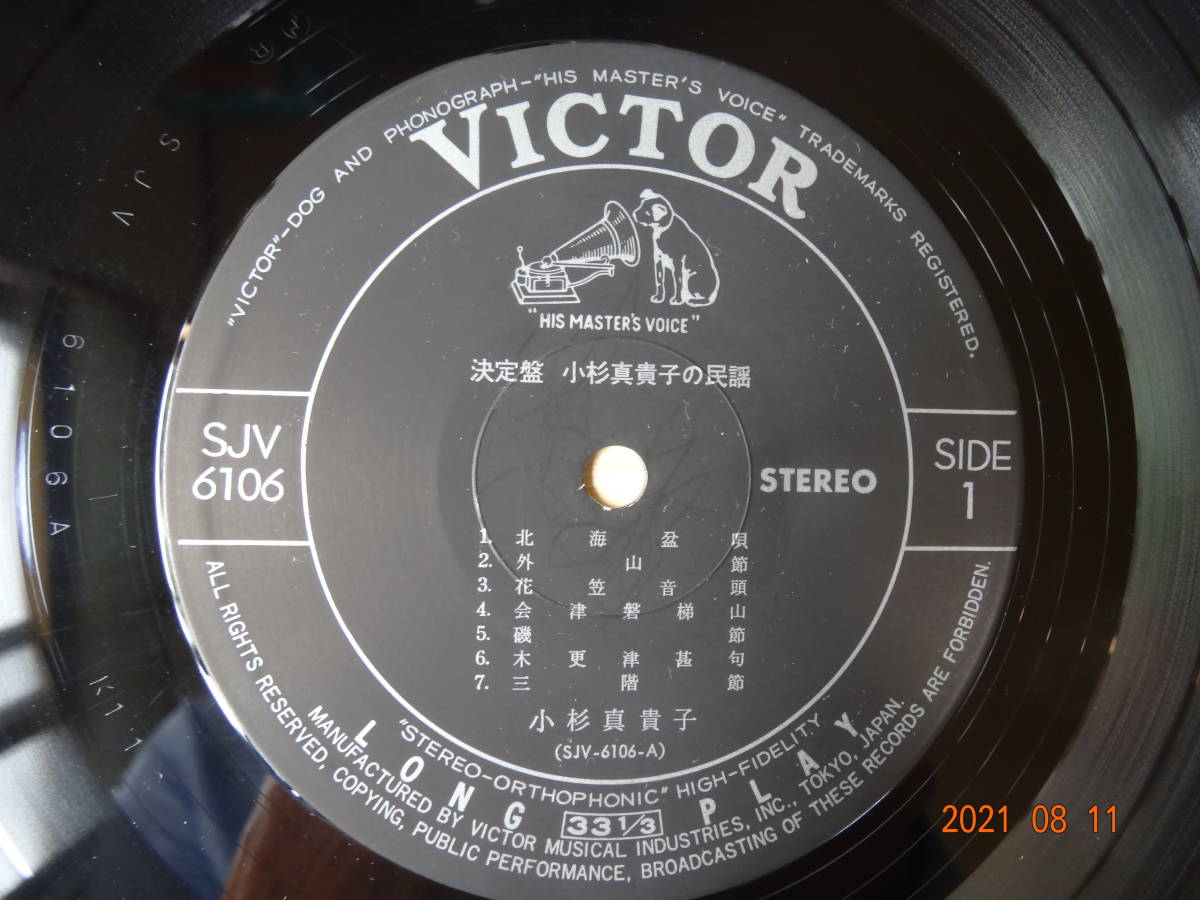 "VICTOR"-DOG AND PHONOGRAPH-"HIS MASTER'S VOICE" TRADEMARKS REGISTERED.
VICTOR
"HIS MASTER'S VOICE"
決定盤 小杉真貴子の民謡
SJV
6106
STEREO
SIDE
1
1. 北海盆唄
2. 外山節
3. 花笠音頭
4. 会津磐梯山
5. 磯節
6. 木更津甚句
7. 三階節
小杉真貴子
(SJV-6106-A)
"STEREO-ORTHOPHONIC" HIGH-FIDELITY
LONG 33 1/3 PLAY
MANUFACTURED BY VICTOR MUSICAL INDUSTRIES, INC., TOKYO, JAPAN.
ALL RIGHTS RESERVED, COPYING, PUBLIC PERFORMANCE, BROADCASTING OF THESE RECORDS ARE FORBIDDEN.
SJV 6106A K11
M R
2021 08 11